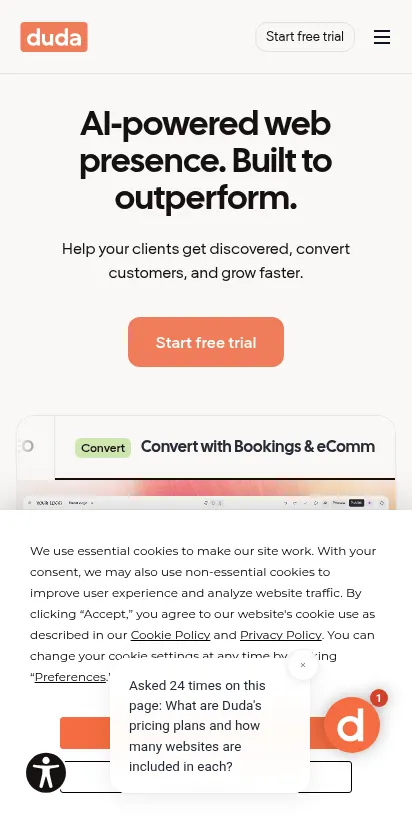 duda
Start free trial
AI-powered web
presence. Built to
outperform.
Help your clients get discovered, convert
customers, and grow faster.
Start free trial
O
Convert
Convert with Bookings & eComm
YOUR LOGO
We use essential cookies to make our site work. With your
consent, we may also use non-essential cookies to
improve user experience and analyze website traffic. By
clicking “Accept,” you agree to our website's cookie use as
described in our Cookie Policy and Privacy Policy. You can
change your cookie settings at any time by
“Preferences.
×
Asked 24 times on this
page: What are Duda's
pricing plans and how
many websites are
included in each?
1
d